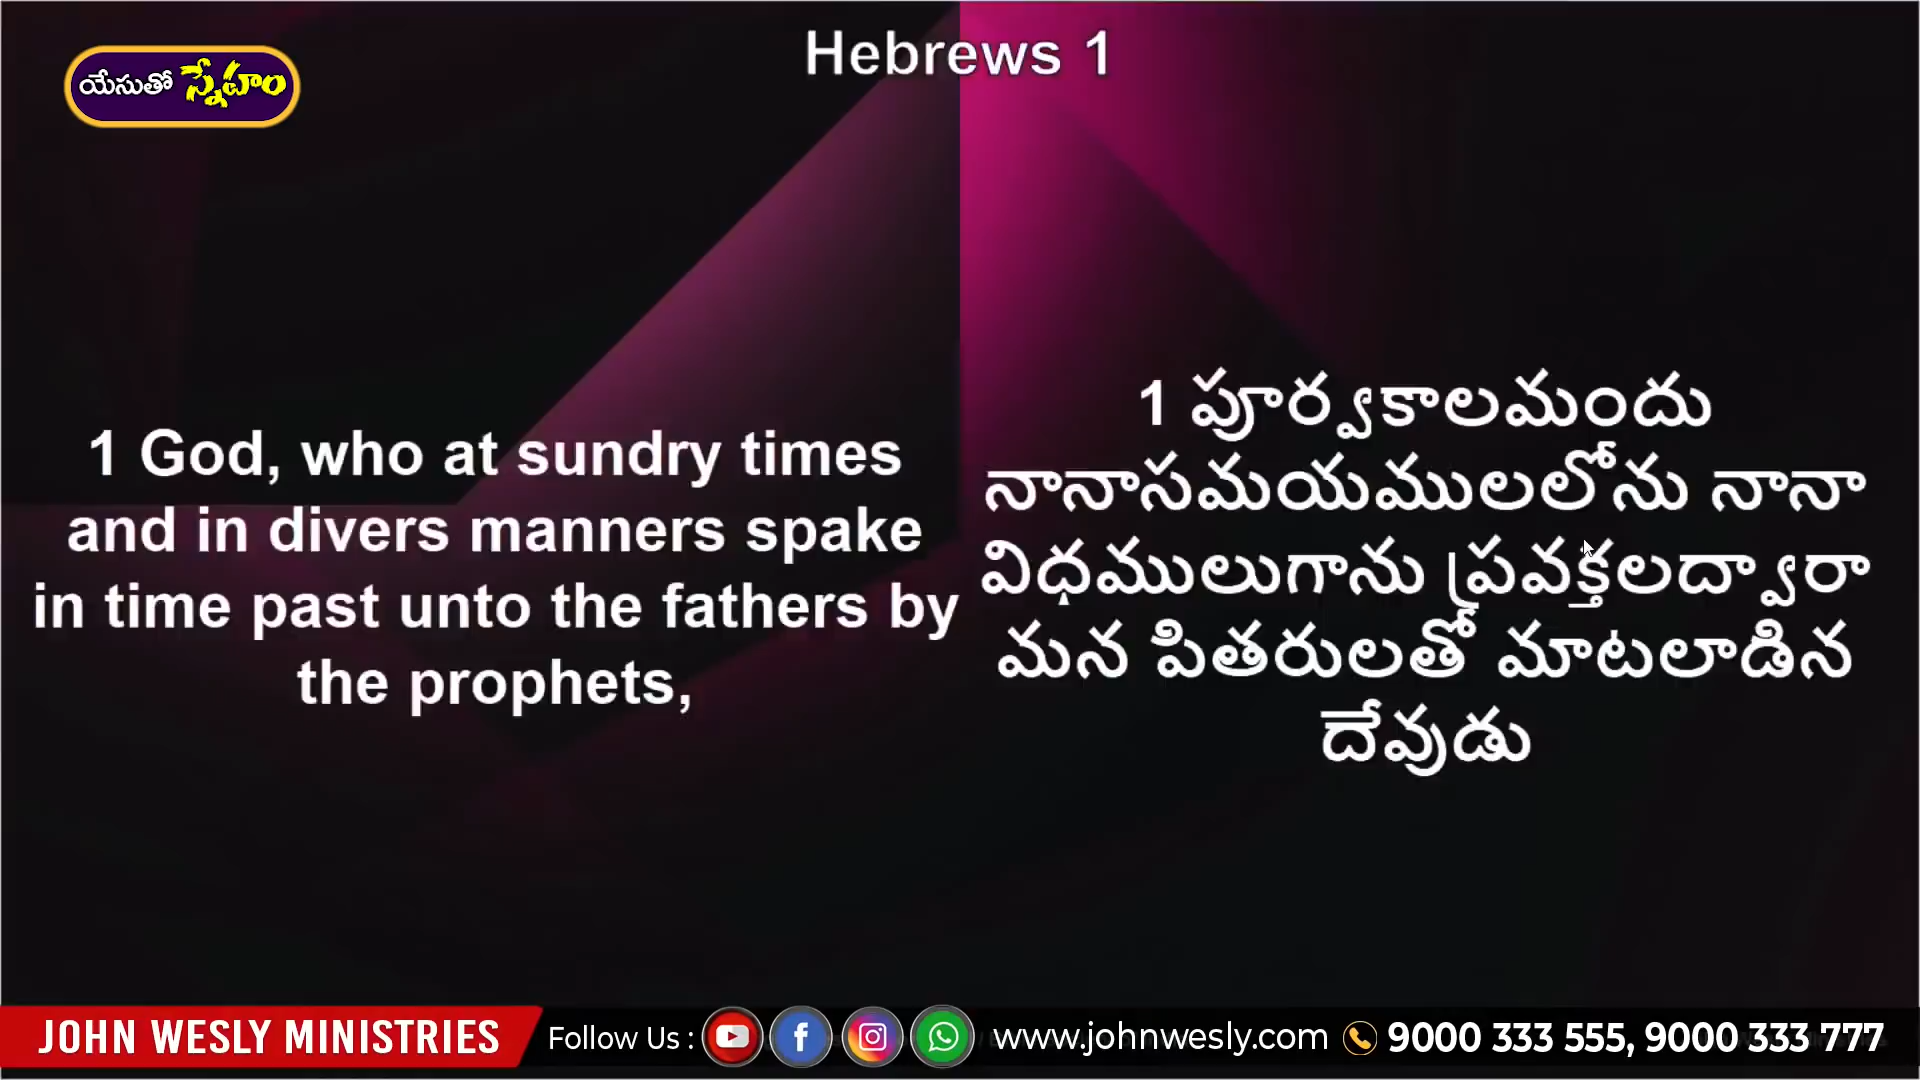 Hebrews 1
యేసుతో స్నేహం
1 God, who at sundry times
and in divers manners spake
in time past unto the fathers by
the prophets,
1 పూర్వకాలమందు
నానాసమయములలోను నానా
విధములుగాను ప్రవక్తలద్వారా
మన పితరులతో మాటలాడిన
దేవుడు
JOHN WESLY MINISTRIES Follow Us : www.johnwesly.com 9000 333 555, 9000 333 777